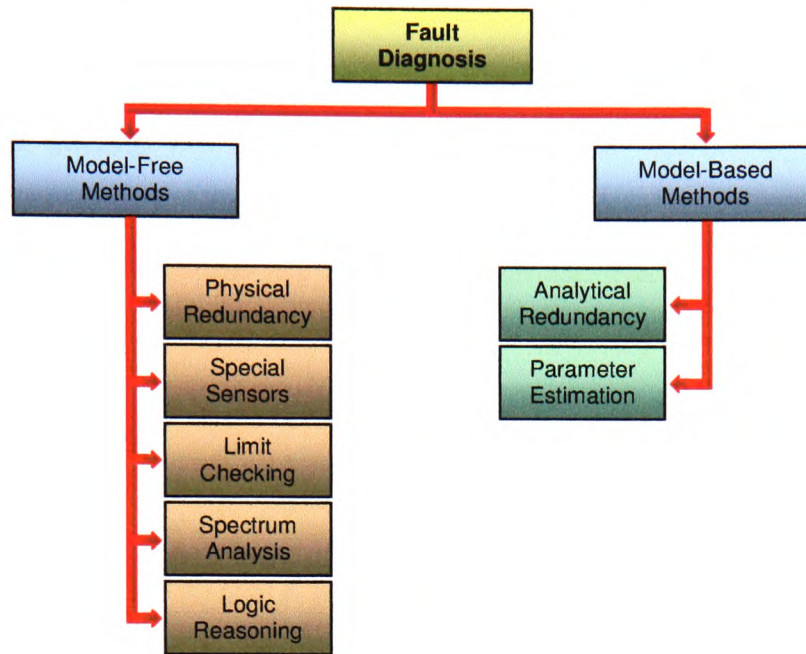 Fault
Diagnosis
Model-Free
Methods
Model-Based
Methods
Physical
Redundancy
Special
Sensors
Limit
Checking
Spectrum
Analysis
Logic
Reasoning
Analytical
Redundancy
Parameter
Estimation